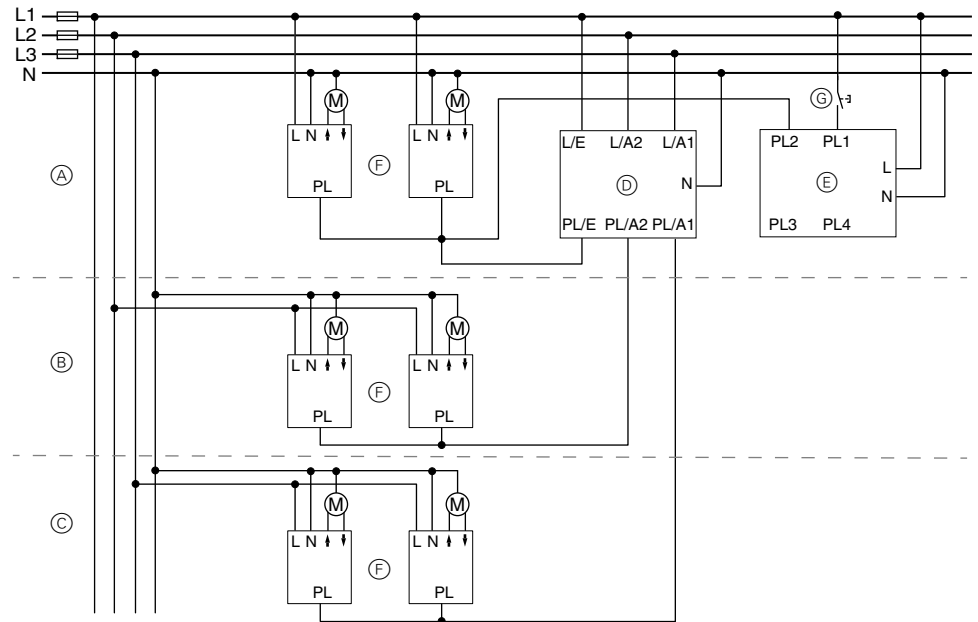 L1
L2
L3
N
M M
L N L N
PL PL
A
F
L/E L/A2 L/A1
N
D
PL/E PL/A2 PL/A1
G
PL2 PL1
L
E
N
PL3 PL4
M M
L N L N
PL PL
B
F
M M
L N L N
PL PL
C
F